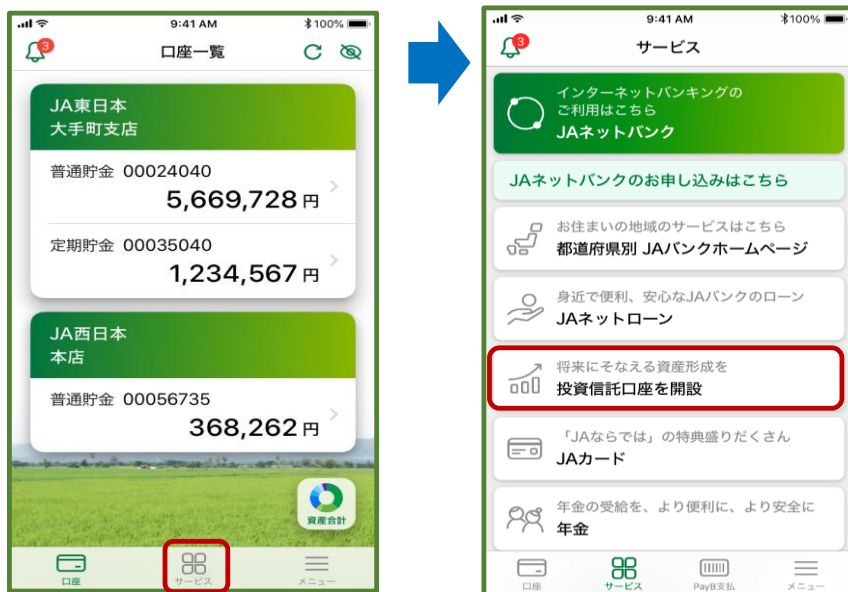 9:41 AM
100%
3
口座一覧
JA東日本
大手町支店
普通貯金 00024040
5,669,728 円
定期貯金 00035040
1,234,567 円
JA西日本
本店
普通貯金 00056735
368,262 円
資産合計
口座
サービス
メニュー
9:41 AM
100%
3
サービス
インターネットバンキングの
ご利用はこちら
JAネットバンク
JAネットバンクのお申し込みはこちら
お住まいの地域のサービスはこちら
都道府県別 JAバンクホームページ
身近で便利、安心なJAバンクのローン
JAネットローン
将来にそなえる資産形成を
投資信託口座を開設
「JAならでは」の特典盛りだくさん
JAカード
年金の受給を、より便利に、より安全に
年金
口座
サービス
PayB支払
メニュー